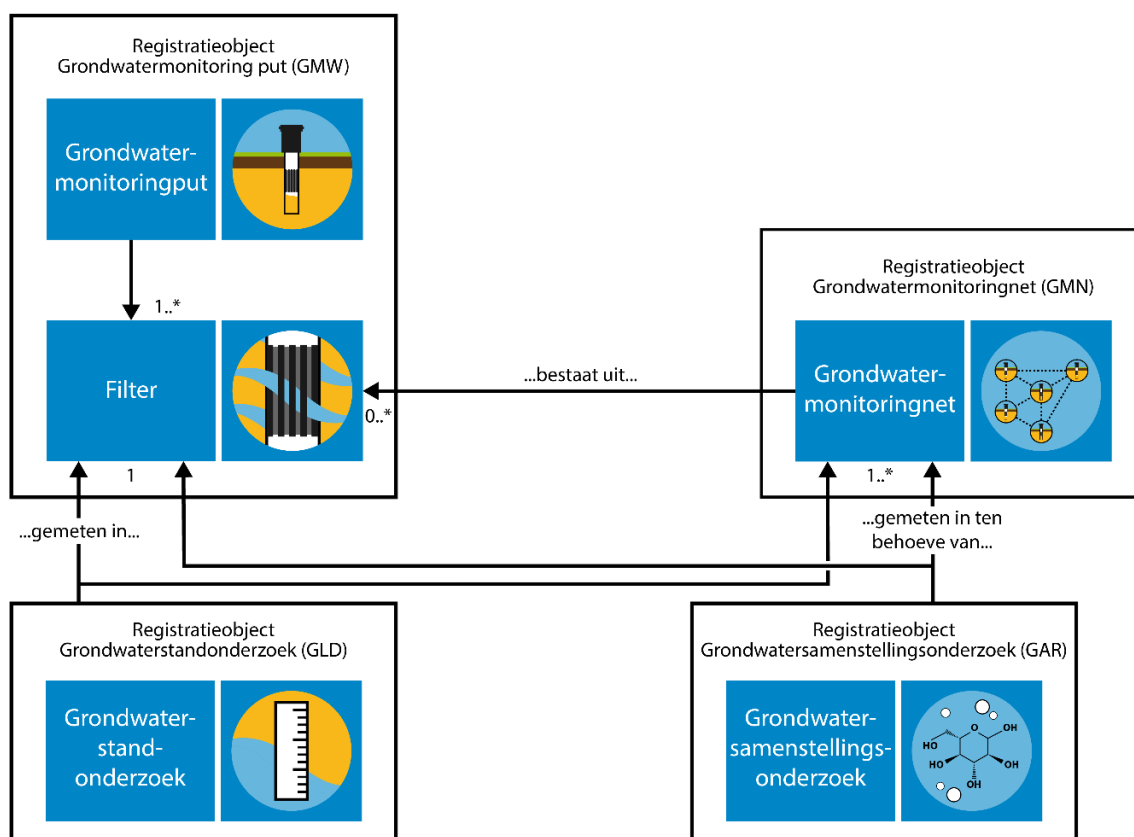 Registratieobject
Grondwatermonitoring put (GMW)
Grondwater-
monitoringput
1..*
Filter
0..*
1
...bestaat uit...
Registratieobject
Grondwatermonitoringnet (GMN)
Grondwater-
monitoringnet
1..*
...gemeten in...
...gemeten in ten
behoeve van...
Registratieobject
Grondwaterstandonderzoek (GLD)
Grondwater-
stand-
onderzoek
Registratieobject
Grondwatersamenstellingsonderzoek (GAR)
Grondwater-
samenstellings-
onderzoek
HO
O
OH
HO
OH
OH